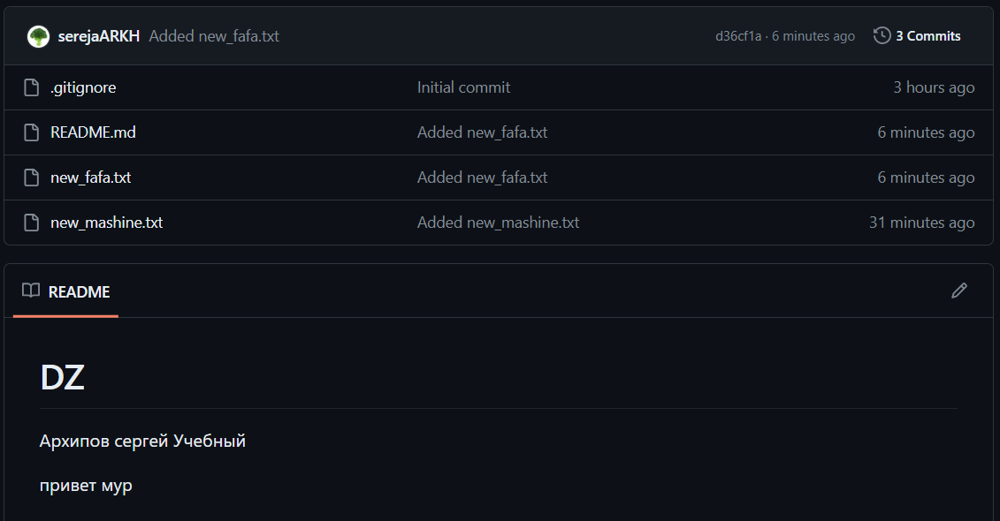 serejaARKH Added new_fafa.txt d36cf1a · 6 minutes ago 3 Commits
.gitignore Initial commit 3 hours ago
README.md Added new_fafa.txt 6 minutes ago
new_fafa.txt Added new_fafa.txt 6 minutes ago
new_mashine.txt Added new_mashine.txt 31 minutes ago
README
DZ
Архипов сергей Учебный
привет мур